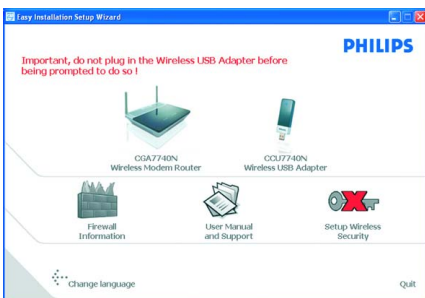 Easy Installation Setup Wizard
PHILIPS
Important, do not plug in the Wireless USB Adapter before
being prompted to do so !
CGA7740N
Wireless Modem Router
CCU7740N
Wireless USB Adapter
Firewall
Information
User Manual
and Support
Setup Wireless
Security
Change language
Quit